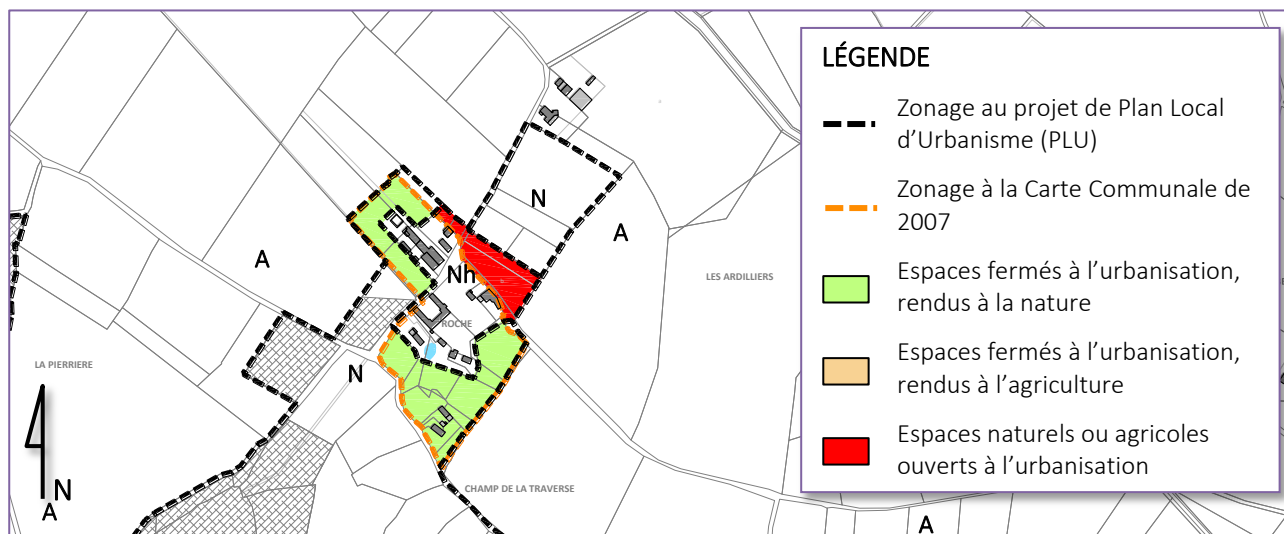 LÉGENDE
Zonage au projet de Plan Local
d’Urbanisme (PLU)
Zonage à la Carte Communale de
2007
Espaces fermés à l’urbanisation,
rendus à la nature
Espaces fermés à l’urbanisation,
rendus à l’agriculture
Espaces naturels ou agricoles
ouverts à l’urbanisation
N
A
A
LES ARDILLIERS
Nh
ROCHE
LA PIERRIERE
N
CHAMP DE LA TRAVERSE
N
A
A